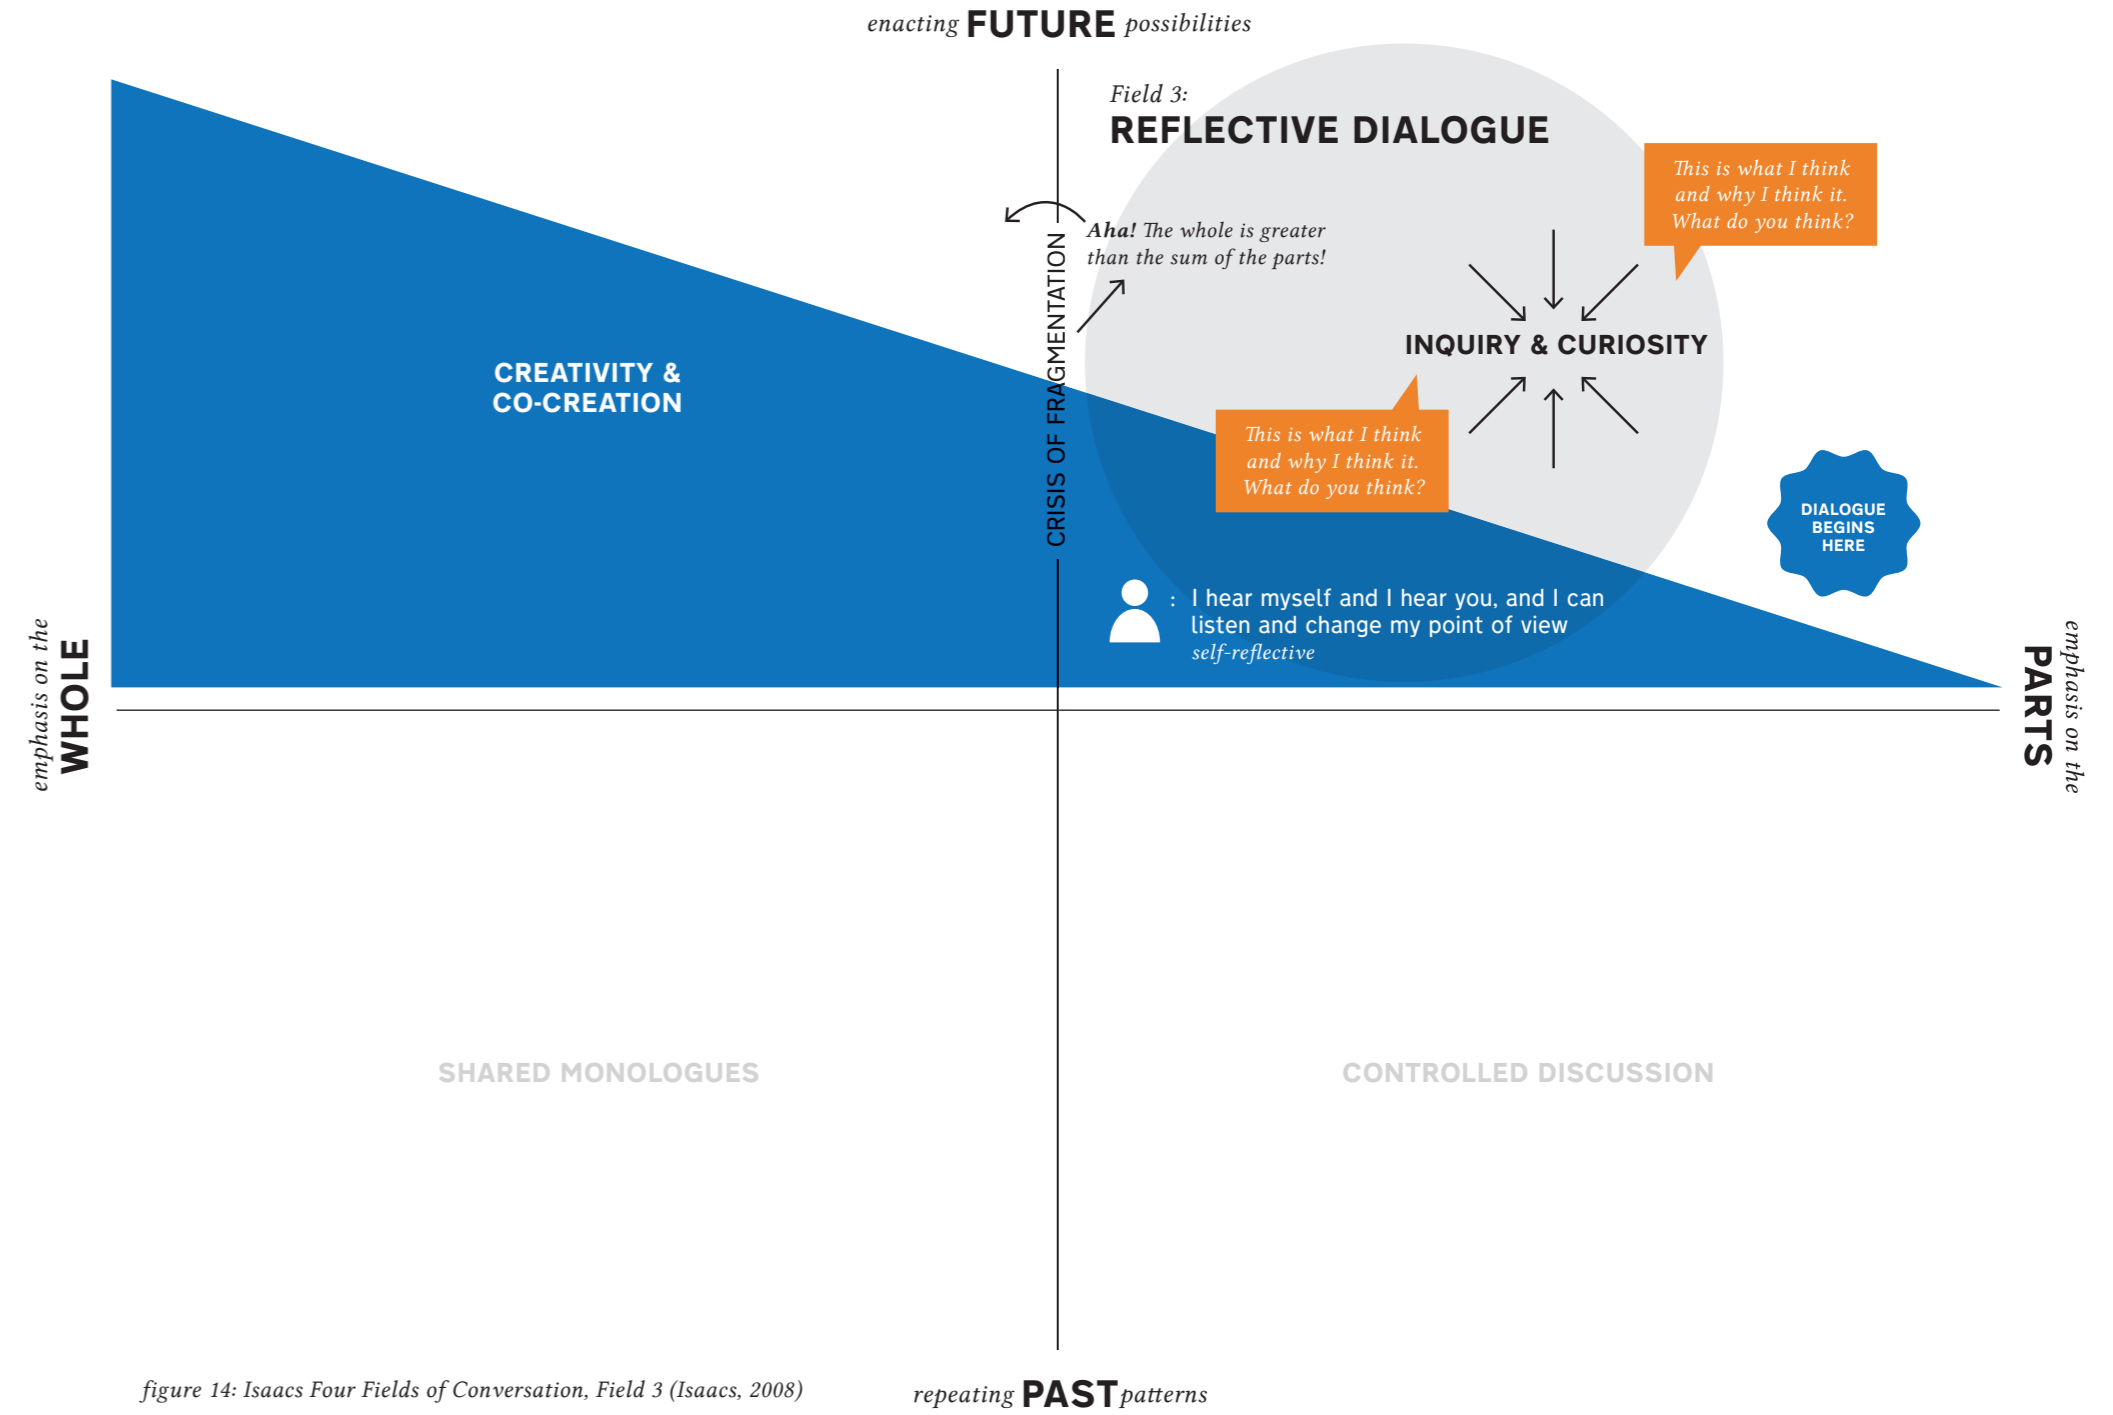 enacting FUTURE possibilities
Field 3:
REFLECTIVE DIALOGUE
This is what I think
and why I think it.
What do you think?
Aha! The whole is greater
than the sum of the parts!
CRISIS OF FRAGMENTATION
INQUIRY & CURIOSITY
CREATIVITY &
CO-CREATION
This is what I think
and why I think it.
What do you think?
DIALOGUE
BEGINS
HERE
: I hear myself and I hear you, and I can
listen and change my point of view
self-reflective
emphasis on the
WHOLE
emphasis on the
PARTS
SHARED MONOLOGUES
CONTROLLED DISCUSSION
figure 14: Isaacs Four Fields of Conversation, Field 3 (Isaacs, 2008)
repeating PAST patterns